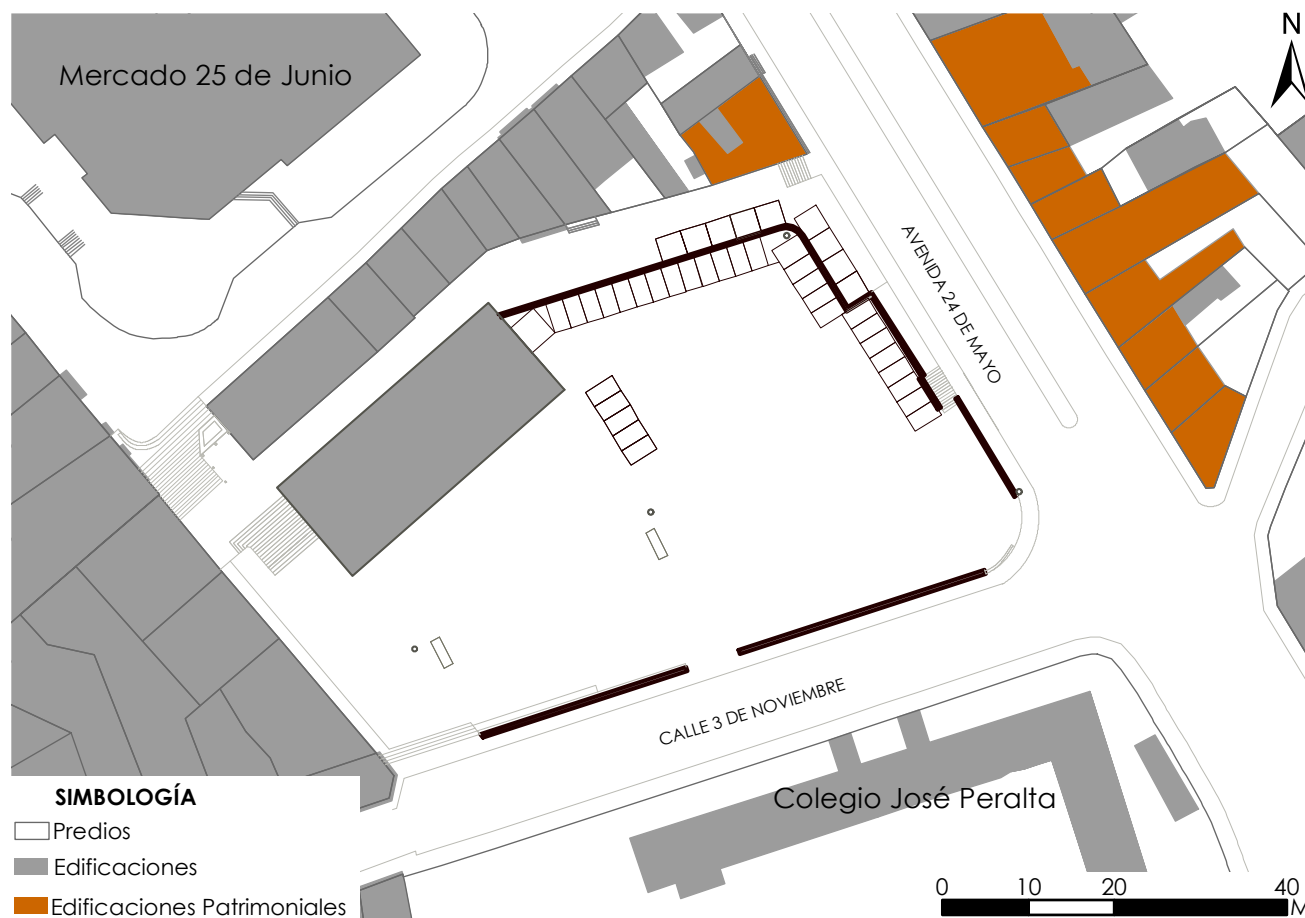 Mercado 25 de Junio
N
AVENIDA 24 DE MAYO
CALLE 3 DE NOVIEMBRE
Colegio José Peralta
SIMBOLOGÍA
Predios
Edificaciones
Edificaciones Patrimoniales
0 10 20 40
M